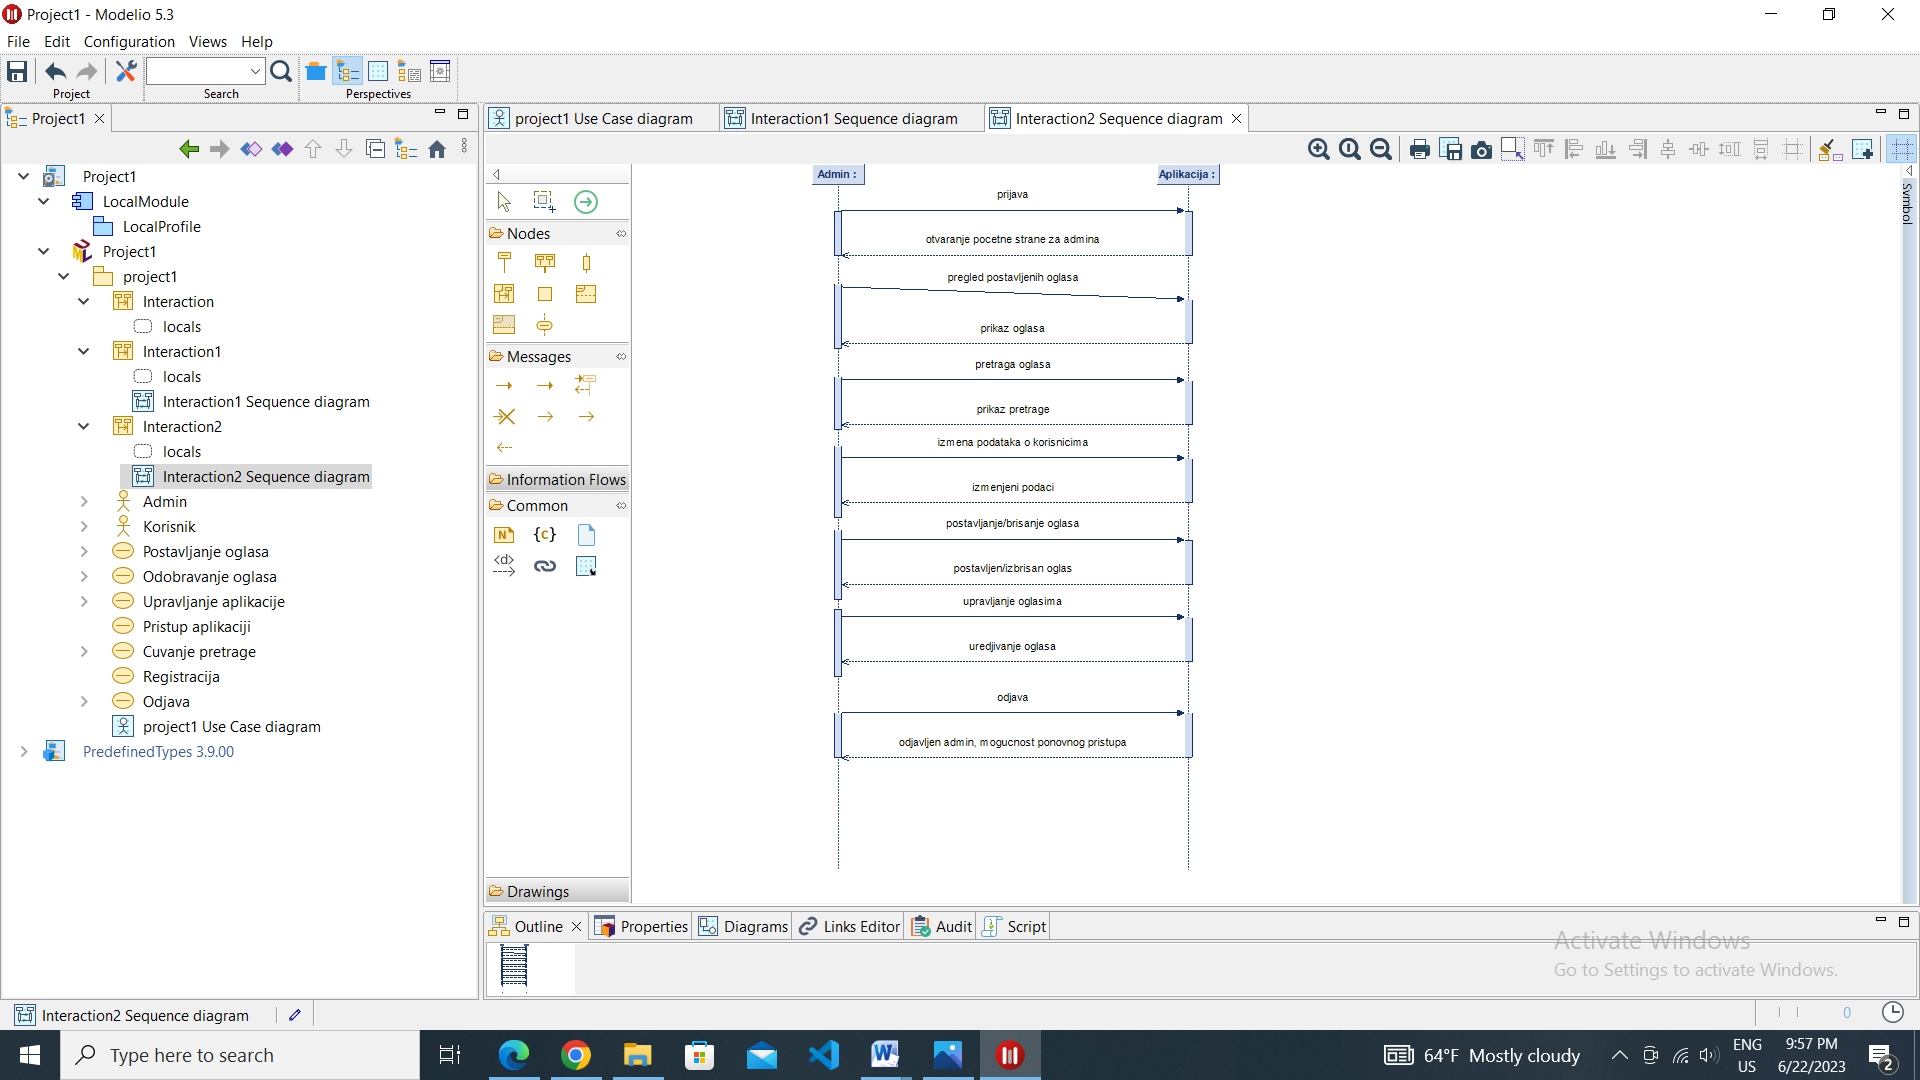 Project1 - Modelio 5.3
File Edit Configuration Views Help
Project Search Perspectives
Project1
project1 Use Case diagram
Interaction1 Sequence diagram
Interaction2 Sequence diagram
Project1
LocalModule
LocalProfile
Project1
project1
Interaction
locals
Interaction1
locals
Interaction1 Sequence diagram
Interaction2
locals
Interaction2 Sequence diagram
Admin
Korisnik
Postavljanje oglasa
Odobravanje oglasa
Upravljanje aplikacije
Pristup aplikaciji
Cuvanje pretrage
Registracija
Odjava
project1 Use Case diagram
PredefinedTypes 3.9.00
Nodes
Messages
Information Flows
Common
N
{c}
<d>
Drawings
Admin :
Aplikacija :
prijava
otvaranje pocetne strane za admina
pregled postavljenih oglasa
prikaz oglasa
pretraga oglasa
prikaz pretrage
izmena podataka o korisnicima
izmenjeni podaci
postavljanje/brisanje oglasa
postavljen/izbrisan oglas
upravljanje oglasima
uredjivanje oglasa
odjava
odjavljen admin, mogucnost ponovnog pristupa
Symbol
Outline
Properties
Diagrams
Links Editor
Audit
Script
Activate Windows
Go to Settings to activate Windows.
Interaction2 Sequence diagram
0
Type here to search
64°F Mostly cloudy
ENG
US
9:57 PM
6/22/2023
2